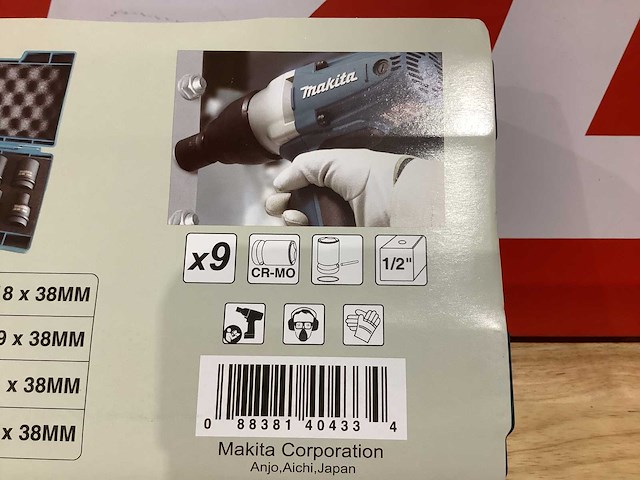 makita
x9
CR-MO
1/2"
8 x 38MM
9 x 38MM
x 38MM
x 38MM
0 88381 40433 4
Makita Corporation
Anjo,Aichi,Japan